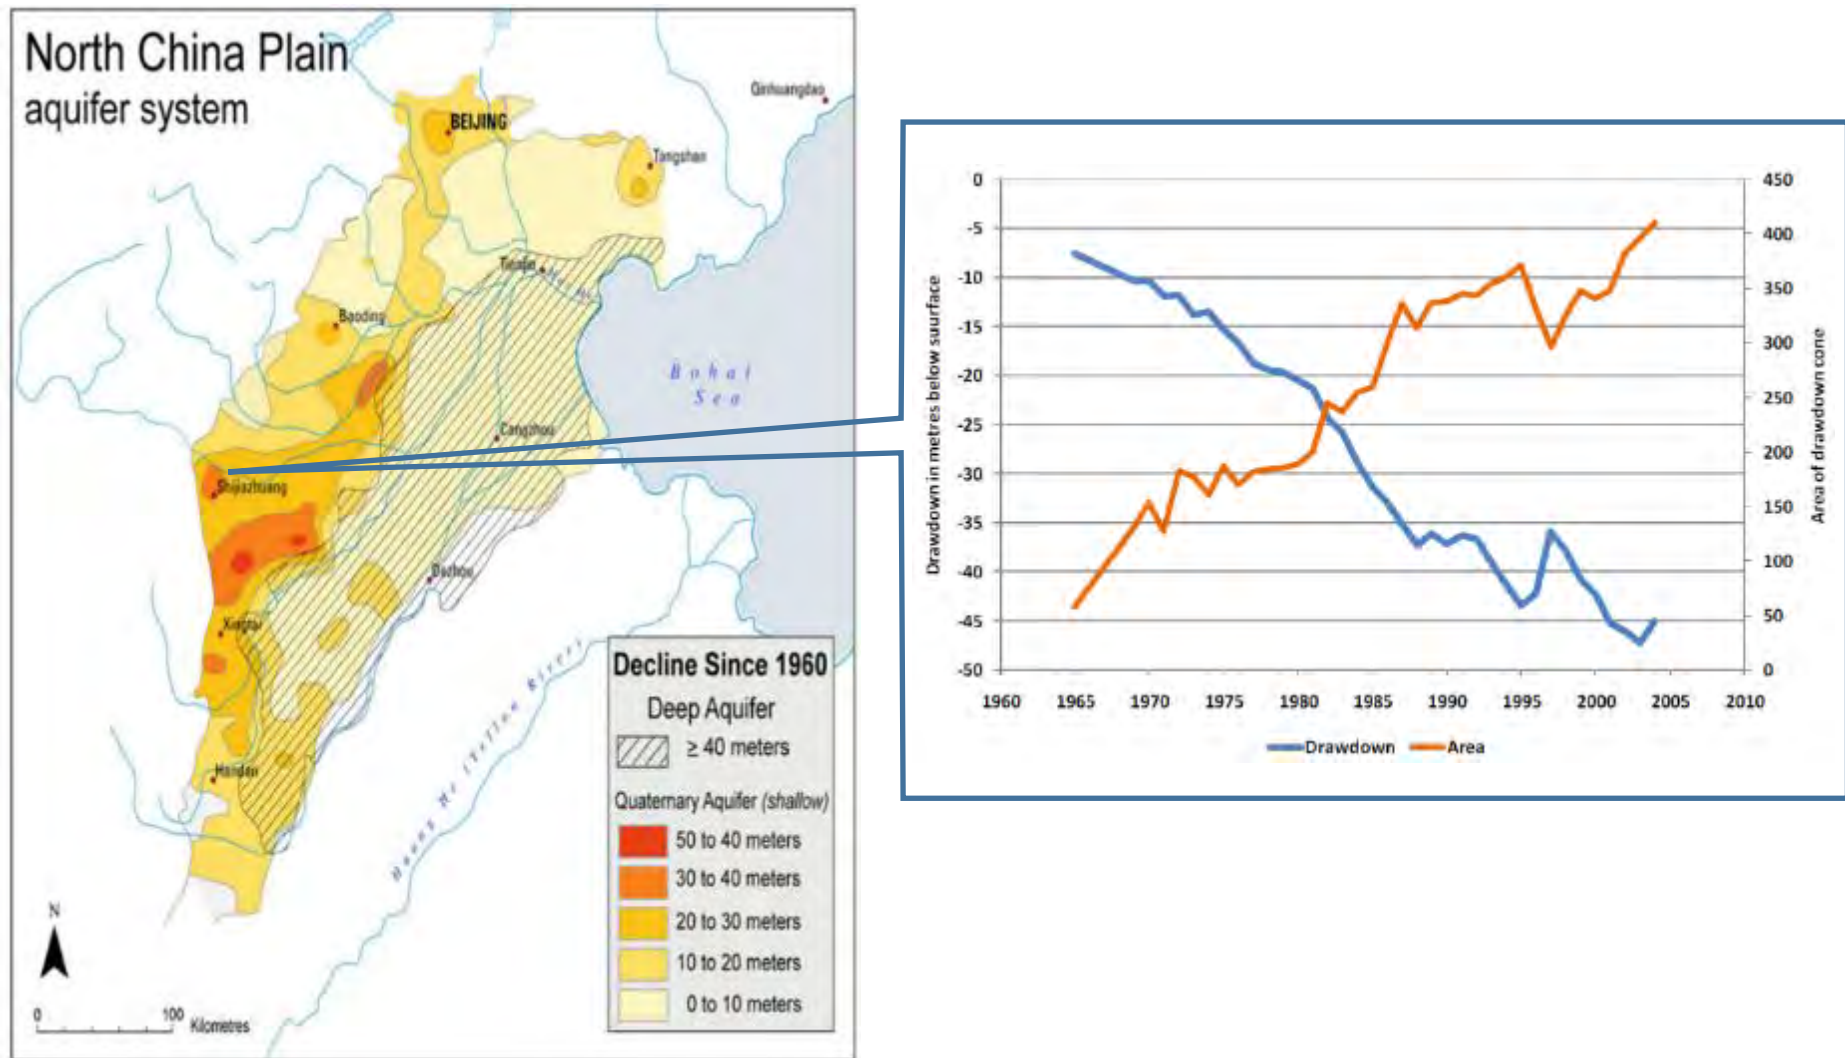 North China Plain
aquifer system
Qinhuangdao
BEIJING
Tangshan
Tianjin
Baoding
Bohai
Sea
Cangzhou
Shijiazhuang
Dezhou
Xingtai
Handan
Huang He (Yellow River)
N
0 100 Kilometres
Decline Since 1960
Deep Aquifer
≥ 40 meters
Quaternary Aquifer (shallow)
50 to 40 meters
30 to 40 meters
20 to 30 meters
10 to 20 meters
0 to 10 meters
Drawdown in metres below suurface
0
-5
-10
-15
-20
-25
-30
-35
-40
-45
-50
450
400
350
300
250
200
150
100
50
0
Area of drawdown cone
1960 1965 1970 1975 1980 1985 1990 1995 2000 2005 2010
Drawdown Area